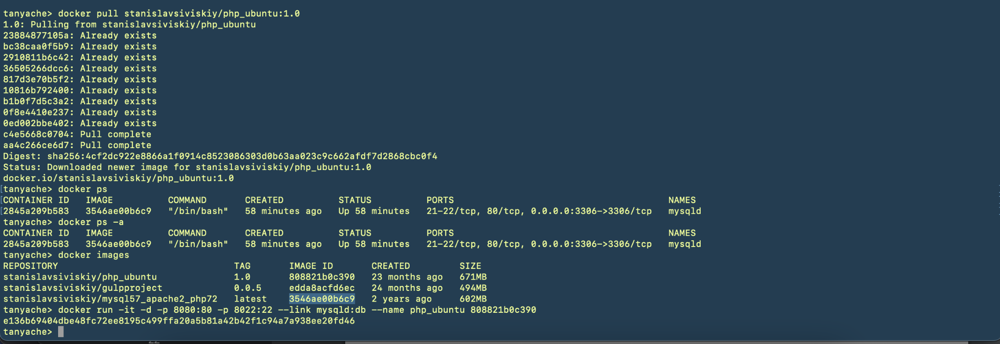 tanyache> docker pull stanislavsiviskiy/php_ubuntu:1.0
1.0: Pulling from stanislavsiviskiy/php_ubuntu
23884877105a: Already exists
bc38caa0f5b9: Already exists
2910811b6c42: Already exists
36505266dcc6: Already exists
817d3e70b5f2: Already exists
10816b792400: Already exists
b1b0f7d5c3a2: Already exists
0f8e4410e237: Already exists
0ed002bbe402: Already exists
c4e5668c0704: Pull complete
aa4c266ce6d7: Pull complete
Digest: sha256:4cf2dc922e8866a1f0914c8523086303d0b63aa023c9c662afdf7d2868cbc0f4
Status: Downloaded newer image for stanislavsiviskiy/php_ubuntu:1.0
docker.io/stanislavsiviskiy/php_ubuntu:1.0
[tanyache> docker ps
[CONTAINER ID   IMAGE          COMMAND       CREATED          STATUS          PORTS                                       NAMES
[2845a209b583   3546ae00b6c9   "/bin/bash"   58 minutes ago   Up 58 minutes   21-22/tcp, 80/tcp, 0.0.0.0:3306->3306/tcp   mysqld
tanyache> docker ps -a
CONTAINER ID   IMAGE          COMMAND       CREATED          STATUS          PORTS                                       NAMES
2845a209b583   3546ae00b6c9   "/bin/bash"   58 minutes ago   Up 58 minutes   21-22/tcp, 80/tcp, 0.0.0.0:3306->3306/tcp   mysqld
tanyache> docker images
REPOSITORY                                TAG       IMAGE ID       CREATED         SIZE
stanislavsiviskiy/php_ubuntu              1.0       808821b0c390   23 months ago   671MB
stanislavsiviskiy/gulpproject             0.0.5     edda8acfd6ec   24 months ago   494MB
stanislavsiviskiy/mysql57_apache2_php72   latest    3546ae00b6c9   2 years ago     602MB
tanyache> docker run -it -d -p 8080:80 -p 8022:22 --link mysqld:db --name php_ubuntu 808821b0c390
e136b69404dbe48fc72ee8195c499ffa20a5b81a42b42f1c94a7a938ee20fd46
tanyache>